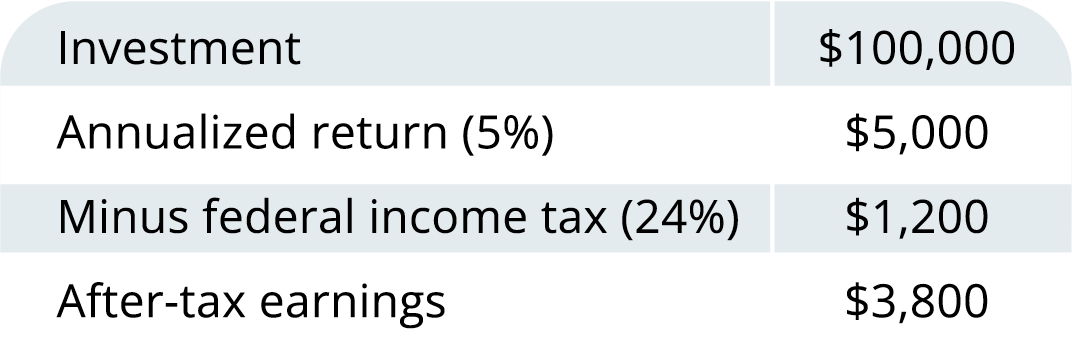 Investment $100,000
Annualized return (5%) $5,000
Minus federal income tax (24%) $1,200
After-tax earnings $3,800